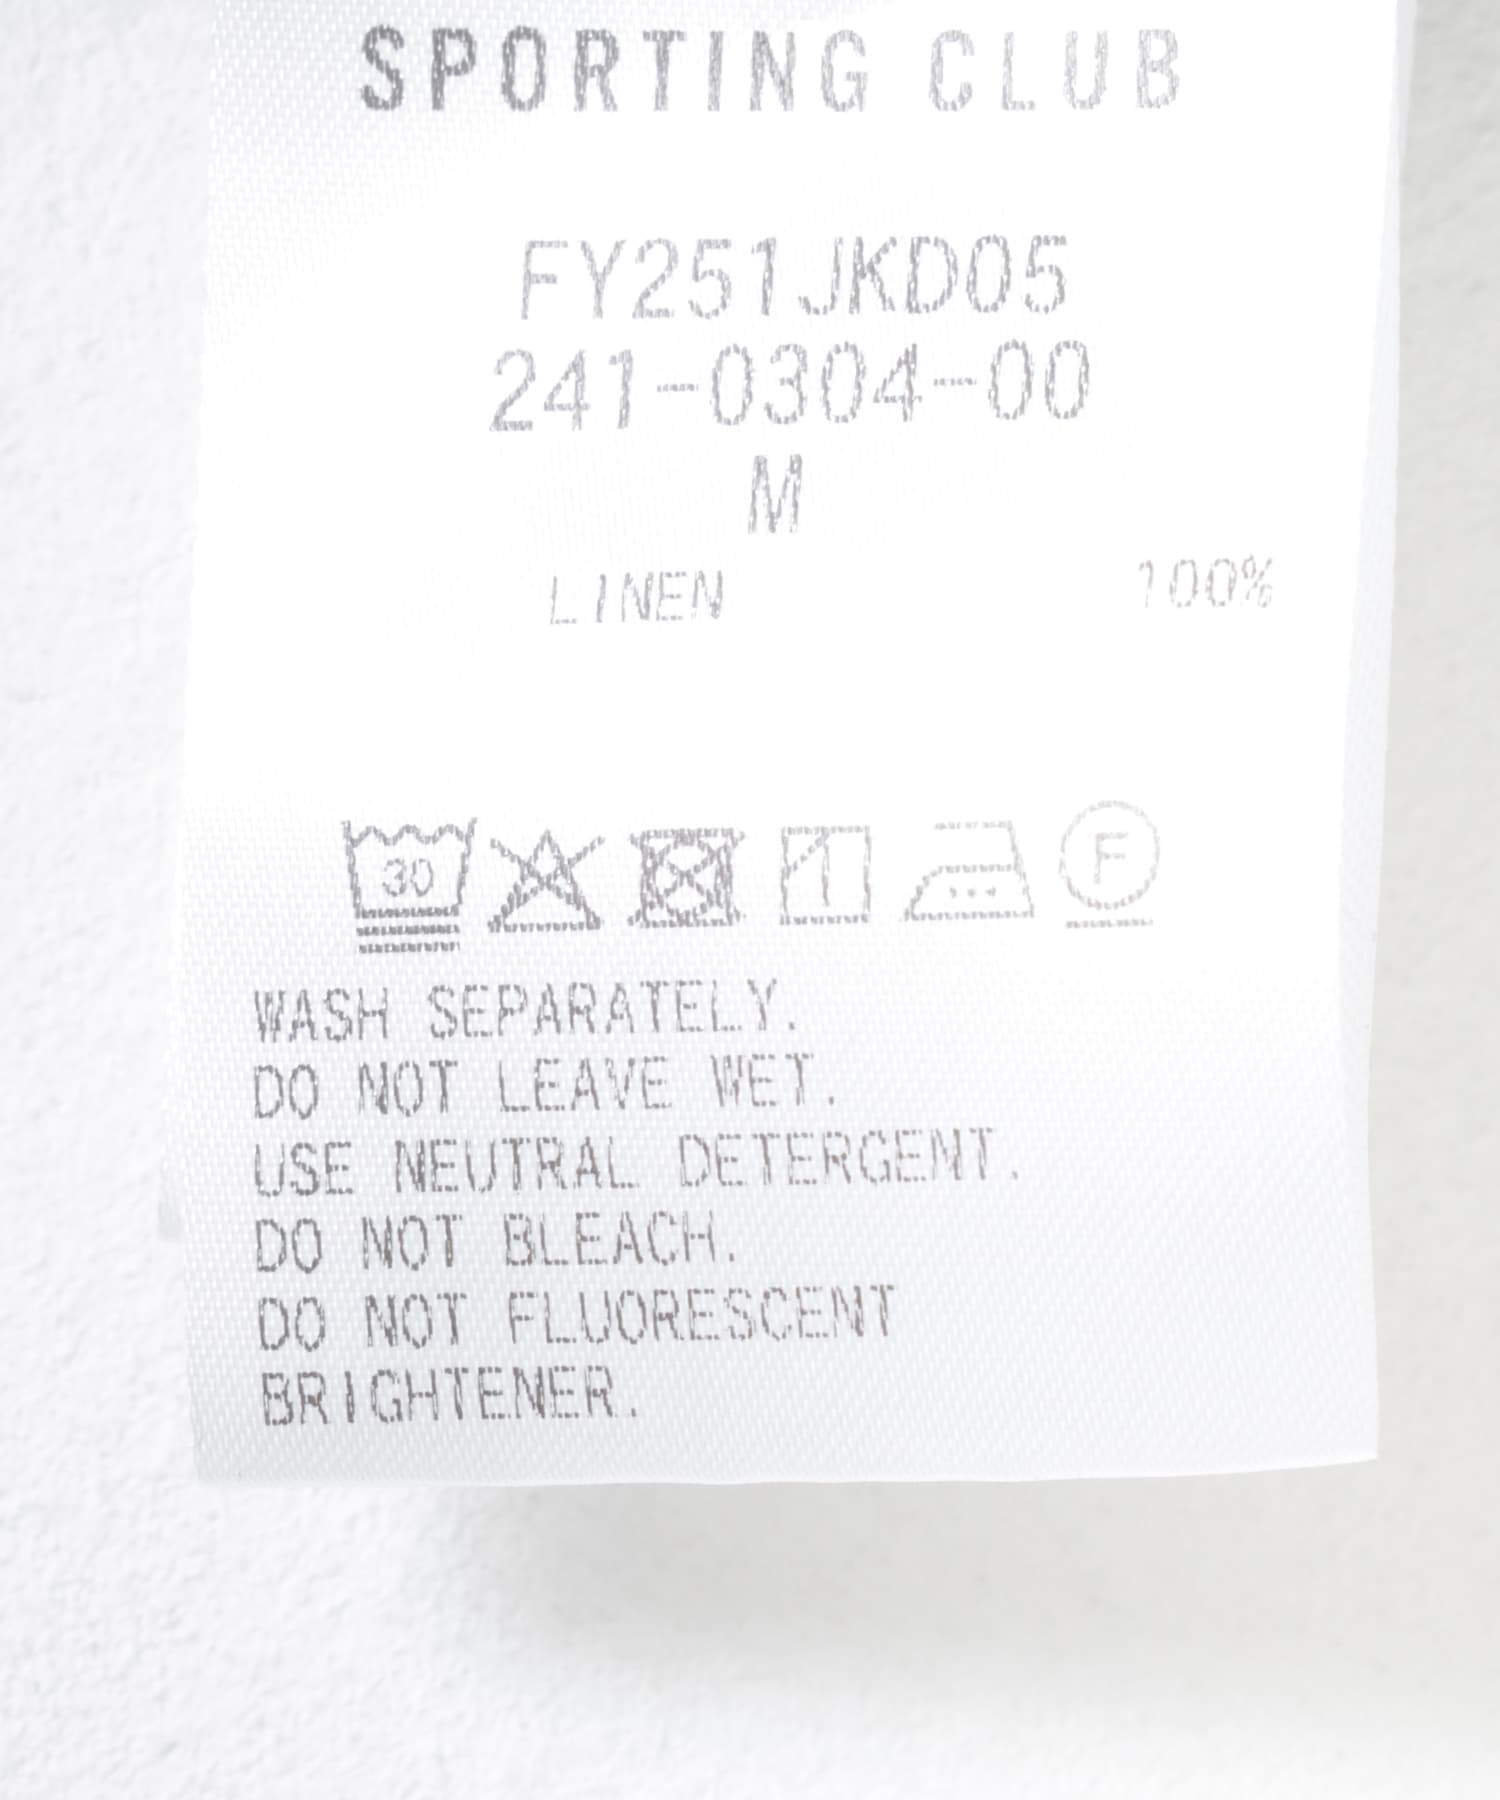 SPORTING CLUB
FY251JKD05
241-0304-00
M
LINEN 100%
30 F
WASH SEPARATELY.
DO NOT LEAVE WET.
USE NEUTRAL DETERGENT.
DO NOT BLEACH.
DO NOT FLUORESCENT
BRIGHTENER.